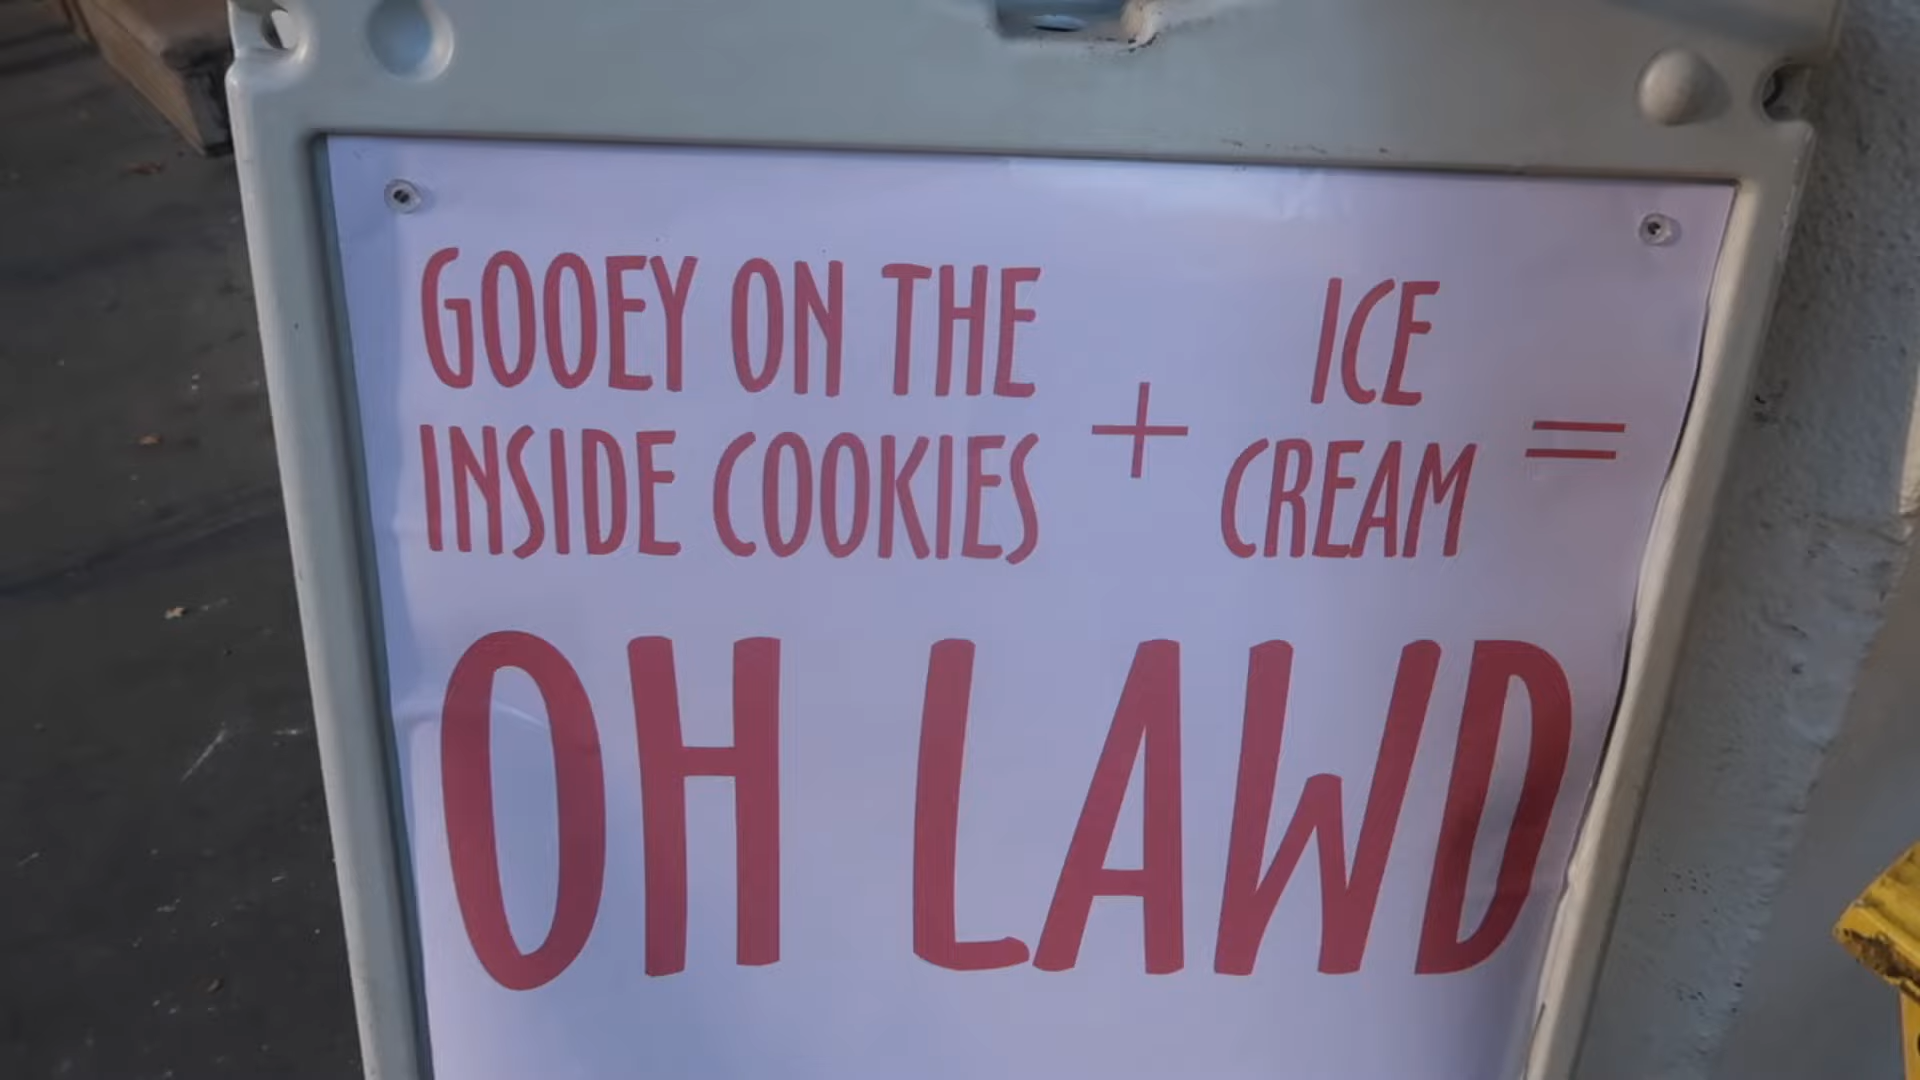 GOOEY ON THE
INSIDE COOKIES + ICE
CREAM =
OH LAWD